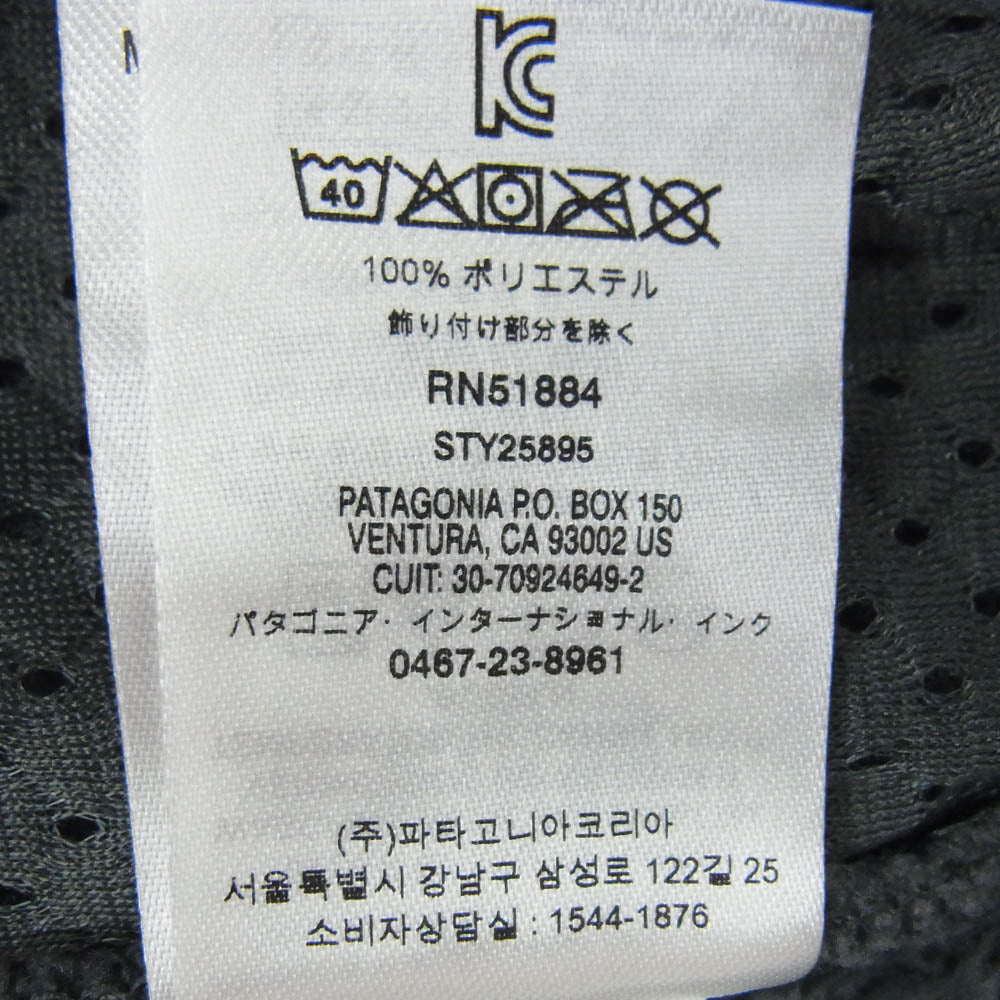 KC
40
100% ポリエステル
飾り付け部分を除く
RN51884
STY25895
PATAGONIA P.O. BOX 150
VENTURA, CA 93002 US
CUIT: 30-70924649-2
パタゴニア・インターナショナル・インク
0467-23-8961
(주)파타고니아코리아
서울특별시 강남구 삼성로 122길 25
소비자상담실 : 1544-1876